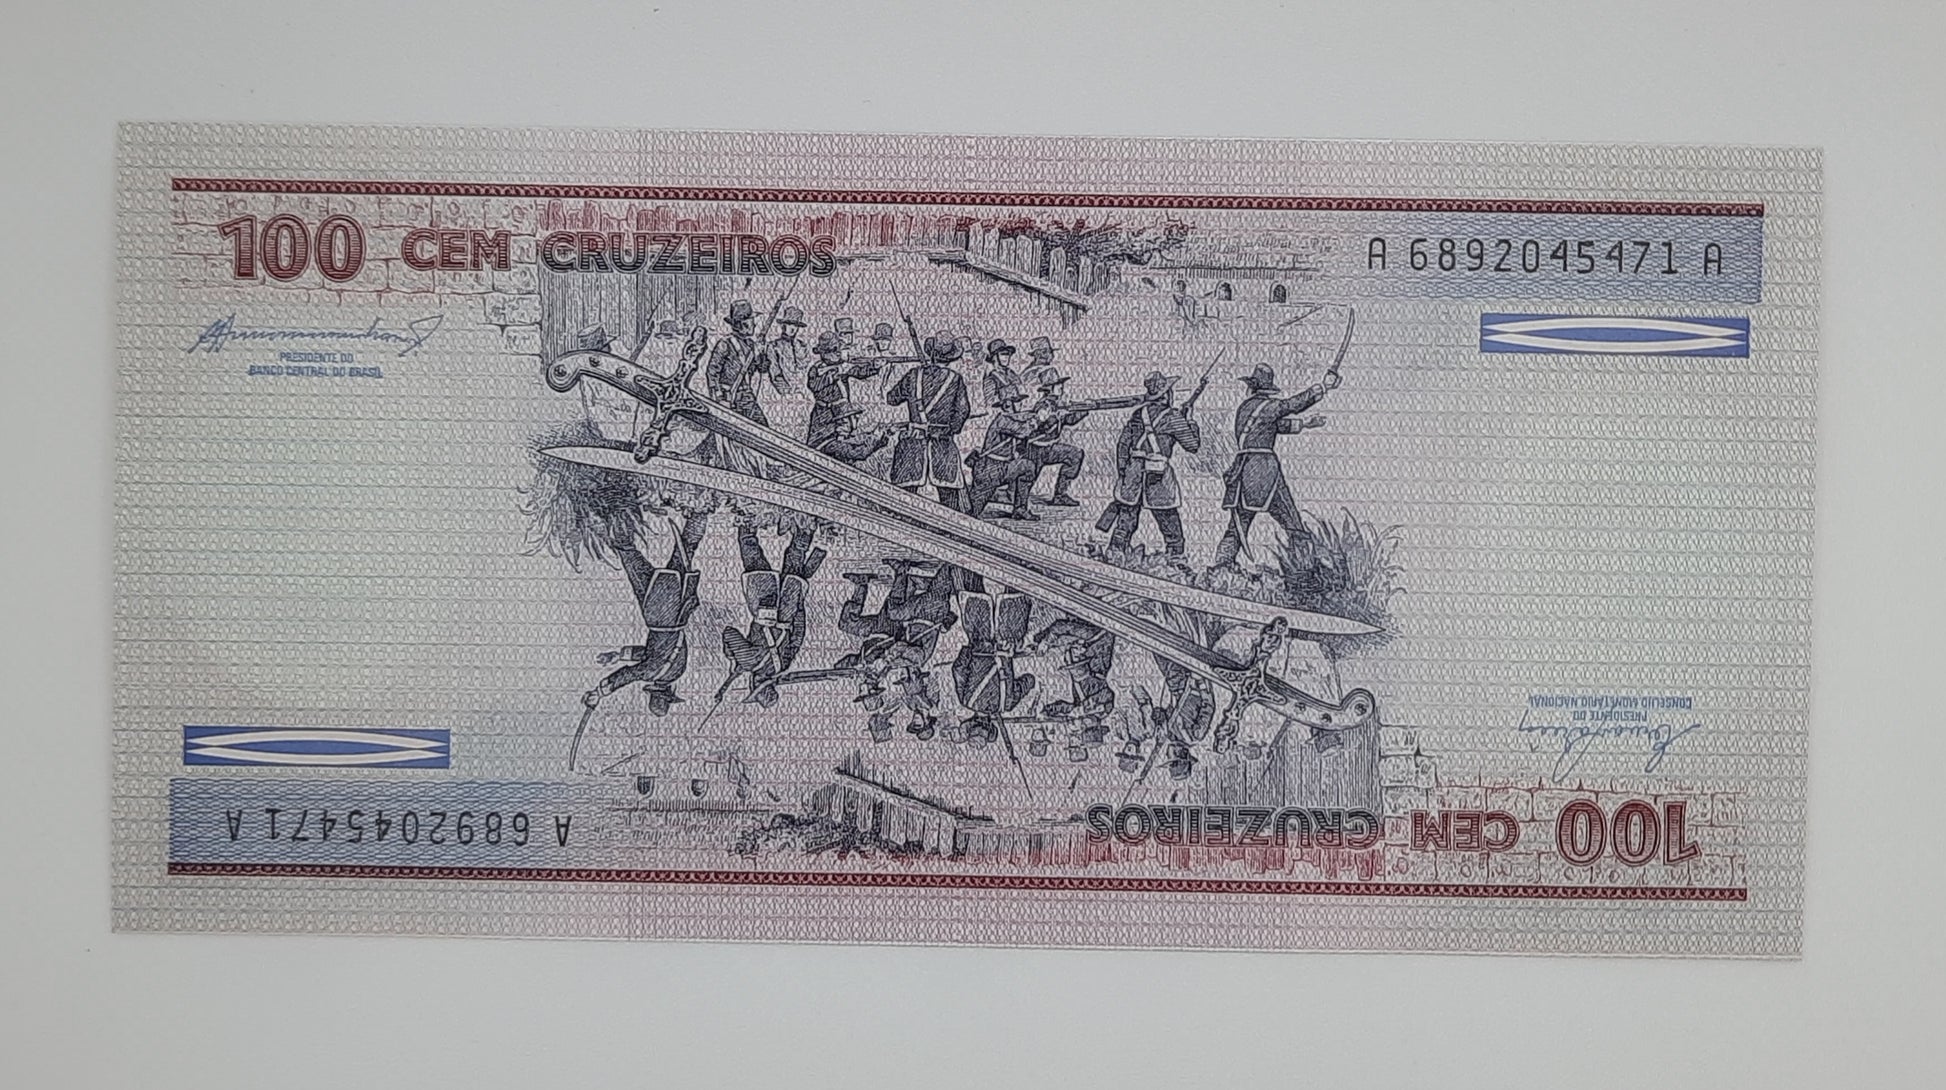 100 CEM CRUZEIROS
A 6892045471 A
PRESIDENTE DO
BANCO CENTRAL DO BRASIL
PRESIDENTE DO
CONSELHO MONETÁRIO NACIONAL
A 6892045471 A
100 CEM CRUZEIROS